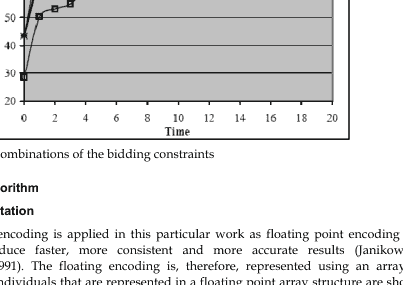 50
40
30
20
0 2 4 6 8 10 12 14 16 18 20
Time
ombinations of the bidding constraints
orithm
tation
encoding is applied in this particular work as floating point encoding
duce faster, more consistent and more accurate results (Janikow
991). The floating encoding is, therefore, represented using an array
ndividuals that are represented in a floating point array structure are sho